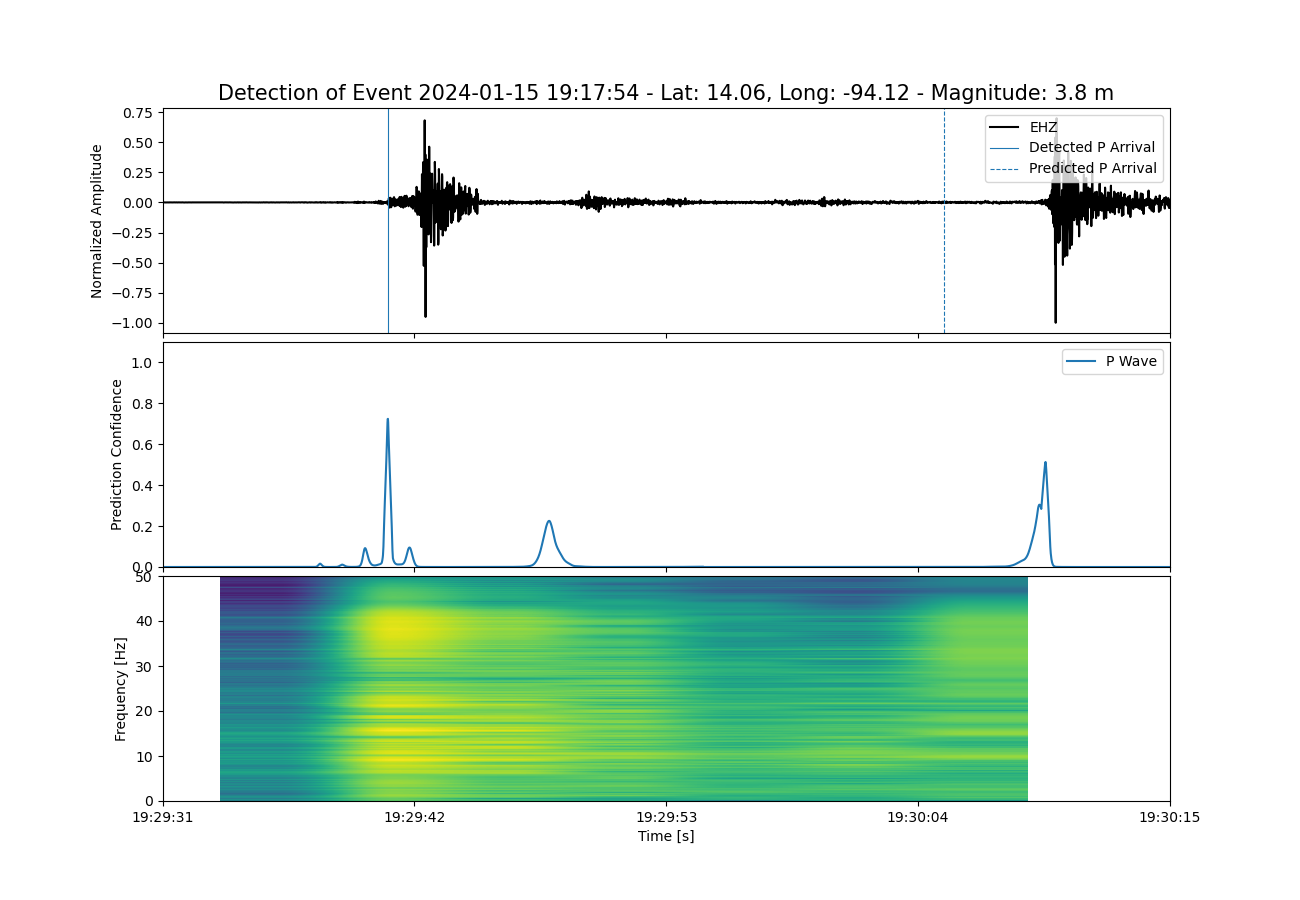 Detection of Event 2024-01-15 19:17:54 - Lat: 14.06, Long: -94.12 - Magnitude: 3.8 m
Normalized Amplitude
0.75
0.50
0.25
0.00
−0.25
−0.50
−0.75
−1.00
EHZ
Detected P Arrival
Predicted P Arrival
Prediction Confidence
1.0
0.8
0.6
0.4
0.2
0.0
P Wave
Frequency [Hz]
50
40
30
20
10
0
19:29:31 19:29:42 19:29:53 19:30:04 19:30:15
Time [s]